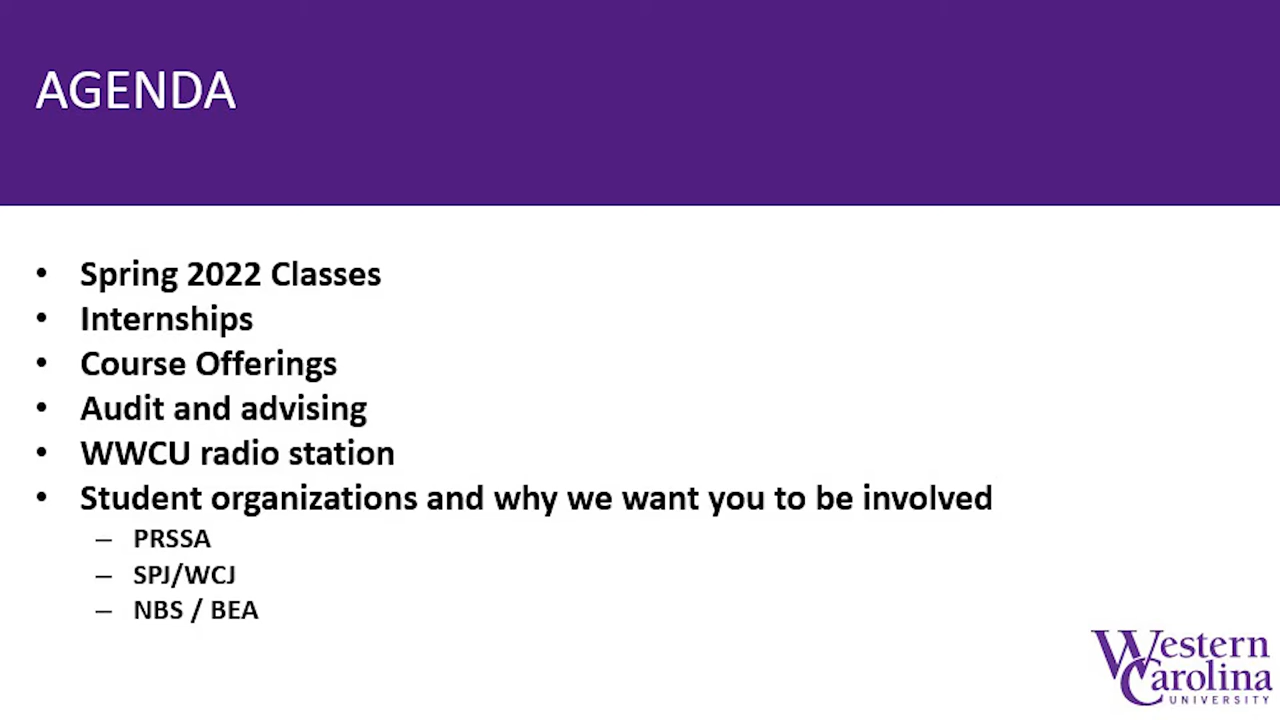 AGENDA
• Spring 2022 Classes
• Internships
• Course Offerings
• Audit and advising
• WWCU radio station
• Student organizations and why we want you to be involved
– PRSSA
– SPJ/WCJ
– NBS / BEA
Western
Carolina
UNIVERSITY